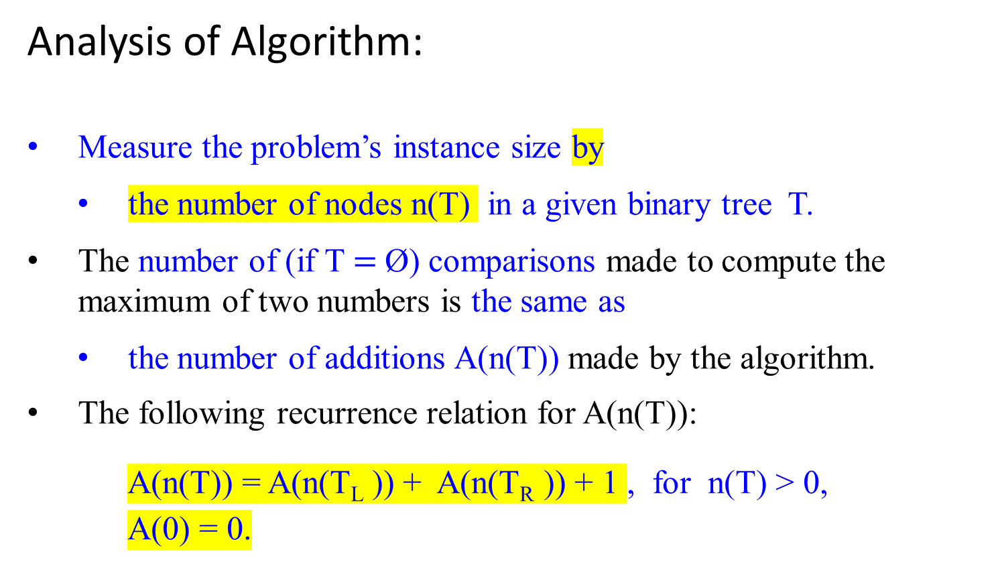 Analysis of Algorithm:
• Measure the problem’s instance size by
• the number of nodes n(T) in a given binary tree T.
• The number of (if T = Ø) comparisons made to compute the
maximum of two numbers is the same as
• the number of additions A(n(T)) made by the algorithm.
• The following recurrence relation for A(n(T)):
A(n(T)) = A(n(T_L )) + A(n(T_R )) + 1 , for n(T) > 0,
A(0) = 0.